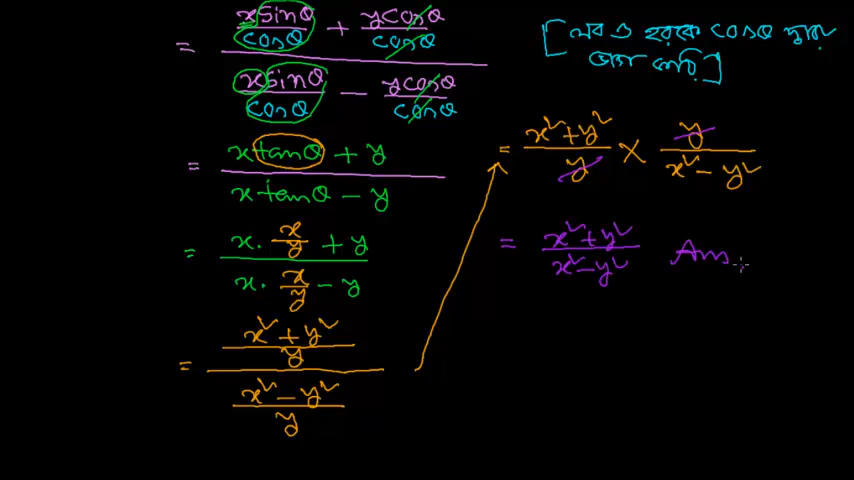 = (x sinθ/cosθ + y cosθ/cosθ) / (x sinθ/cosθ − y cosθ/cosθ)
[লব ও হরকে cosθ দ্বারা
ভাগ করি]
= (x tanθ + y) / (x tanθ − y)
= (x · x/y + y) / (x · x/y − y)
= ((x² + y²)/y) / ((x² − y²)/y)
= (x² + y²)/y × y/(x² − y²)
= (x² + y²)/(x² − y²) Ans